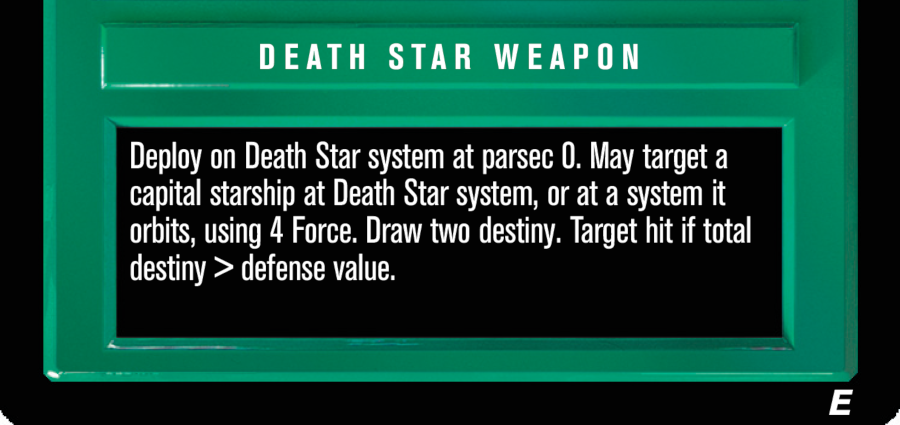 DEATH STAR WEAPON
Deploy on Death Star system at parsec 0. May target a
capital starship at Death Star system, or at a system it
orbits, using 4 Force. Draw two destiny. Target hit if total
destiny > defense value.
E